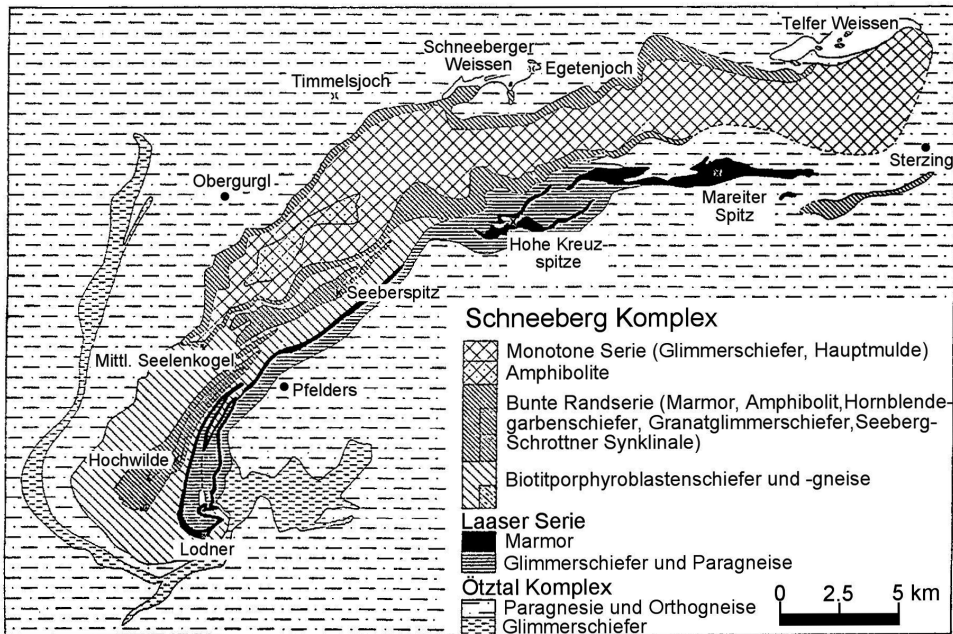 Telfer Weissen
Schneeberger
Weissen
Egetenjoch
Timmelsjoch
Obergurgl
Sterzing
Mareiter
Spitz
Hohe Kreuz
spitze
Seeberspitz
Mittl. Seelenkogel
Pfelders
Hochwilde
Lodner
Schneeberg Komplex
Monotone Serie (Glimmerschiefer, Hauptmulde)
Amphibolite
Bunte Randserie (Marmor, Amphibolit,Hornblende-
garbenschiefer, Granatglimmerschiefer,Seeberg-
Schrottner Synklinale)
Biotitporphyroblastenschiefer und -gneise
Laaser Serie
Marmor
Glimmerschiefer und Paragneise
Ötztal Komplex
Paragnesie und Orthogneise
Glimmerschiefer
0 2,5 5 km